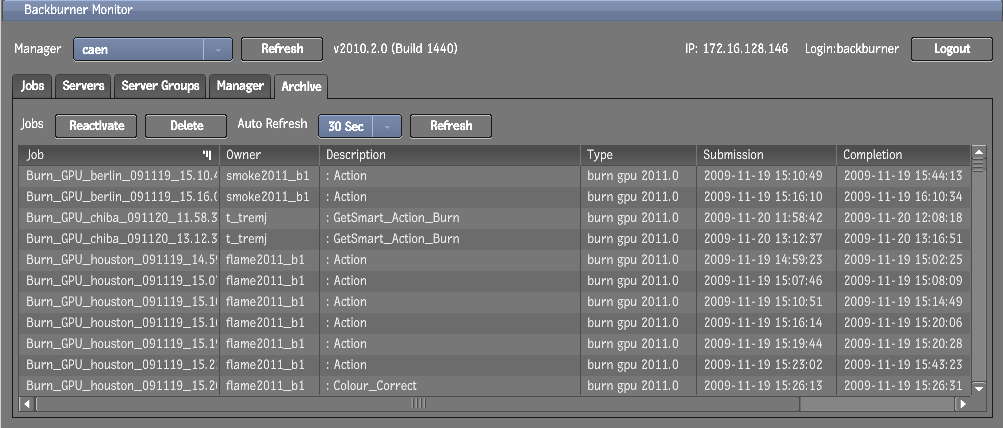 Backburner Monitor
Manager caen Refresh v2010.2.0 (Build 1440) IP: 172.16.128.146 Login:backburner Logout
Jobs Servers Server Groups Manager Archive
Jobs Reactivate Delete Auto Refresh 30 Sec Refresh
Job Owner Description Type Submission Completion
Burn_GPU_berlin_091119_15.10.4 smoke2011_b1 : Action burn gpu 2011.0 2009-11-19 15:10:49 2009-11-19 15:44:13
Burn_GPU_berlin_091119_15.16.0 smoke2011_b1 : Action burn gpu 2011.0 2009-11-19 15:16:10 2009-11-19 16:10:34
Burn_GPU_chiba_091120_11.58.3 t_tremj : GetSmart_Action_Burn burn gpu 2011.0 2009-11-20 11:58:42 2009-11-20 12:08:18
Burn_GPU_chiba_091120_13.12.3 t_tremj : GetSmart_Action_Burn burn gpu 2011.0 2009-11-20 13:12:37 2009-11-20 13:16:51
Burn_GPU_houston_091119_14.59 flame2011_b1 : Action burn gpu 2011.0 2009-11-19 14:59:23 2009-11-19 15:02:25
Burn_GPU_houston_091119_15.07 flame2011_b1 : Action burn gpu 2011.0 2009-11-19 15:07:46 2009-11-19 15:08:09
Burn_GPU_houston_091119_15.10 flame2011_b1 : Action burn gpu 2011.0 2009-11-19 15:10:51 2009-11-19 15:14:49
Burn_GPU_houston_091119_15.16 flame2011_b1 : Action burn gpu 2011.0 2009-11-19 15:16:14 2009-11-19 15:20:06
Burn_GPU_houston_091119_15.19 flame2011_b1 : Action burn gpu 2011.0 2009-11-19 15:19:44 2009-11-19 15:20:28
Burn_GPU_houston_091119_15.2 flame2011_b1 : Action burn gpu 2011.0 2009-11-19 15:23:02 2009-11-19 15:43:23
Burn_GPU_houston_091119_15.26 flame2011_b1 : Colour_Correct burn gpu 2011.0 2009-11-19 15:26:13 2009-11-19 15:26:31